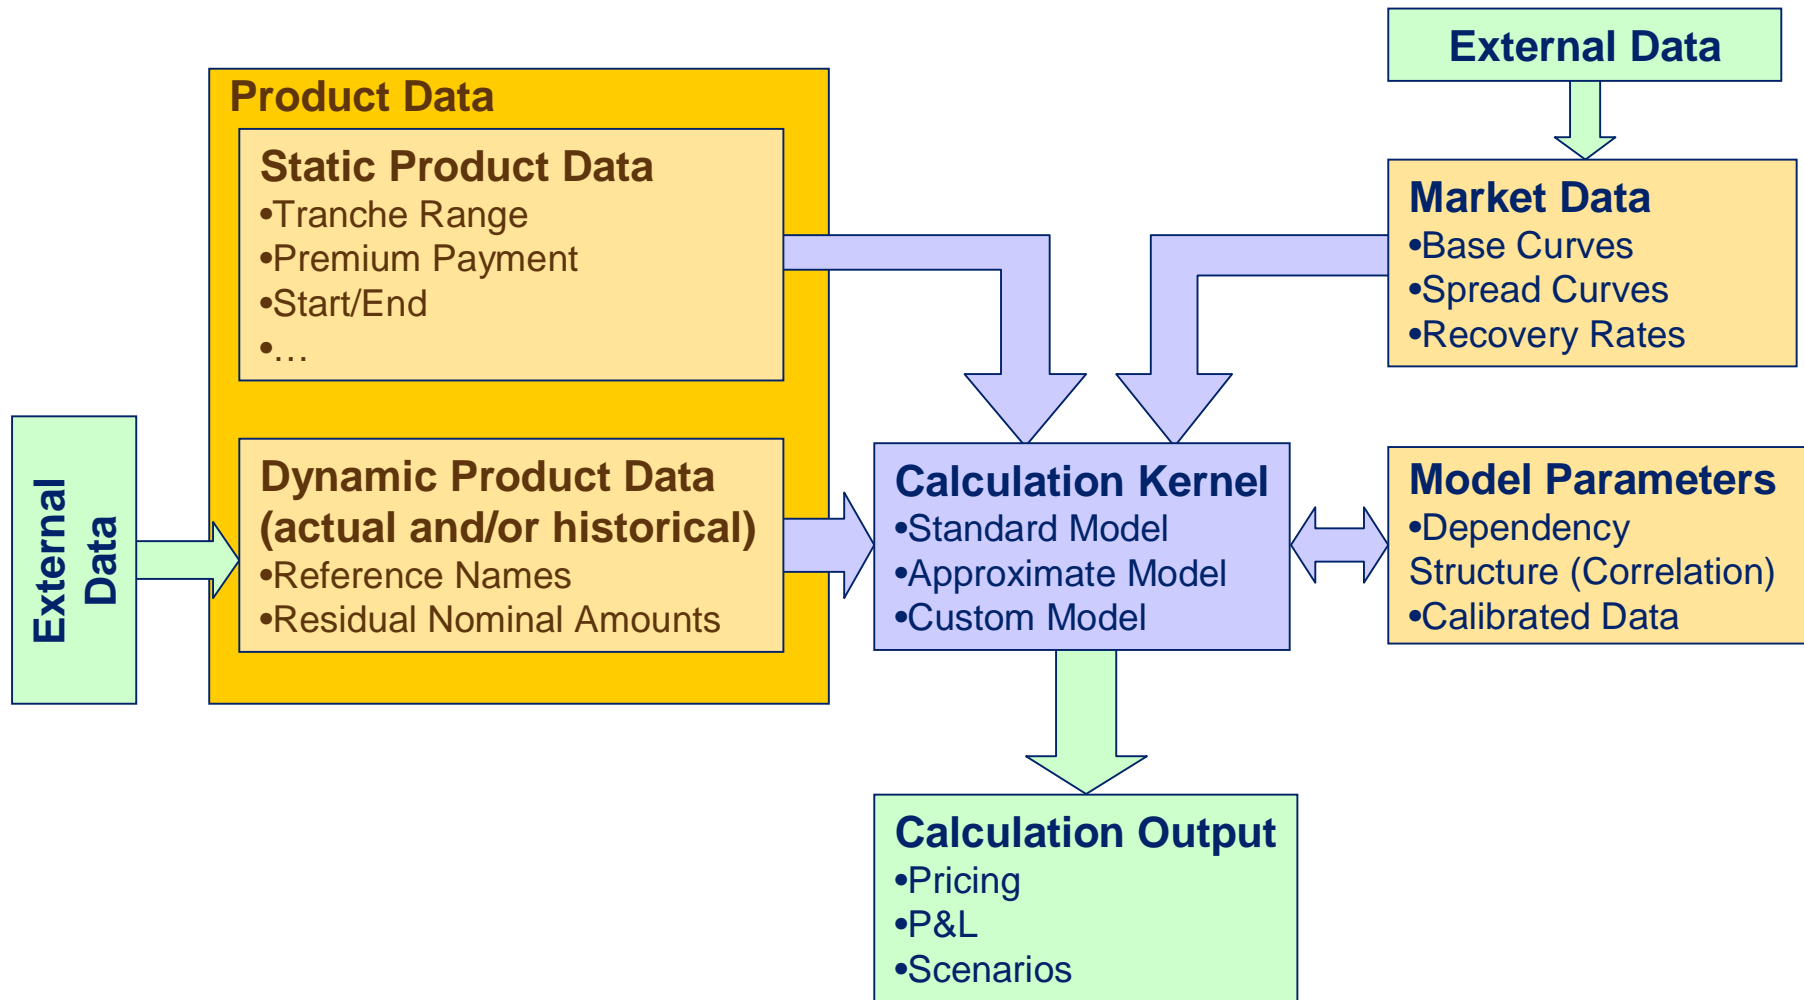 External Data
Product Data
Static Product Data
•Tranche Range
•Premium Payment
•Start/End
•…
Market Data
•Base Curves
•Spread Curves
•Recovery Rates
External
Data
Dynamic Product Data
(actual and/or historical)
•Reference Names
•Residual Nominal Amounts
Calculation Kernel
•Standard Model
•Approximate Model
•Custom Model
Model Parameters
•Dependency
Structure (Correlation)
•Calibrated Data
Calculation Output
•Pricing
•P&L
•Scenarios